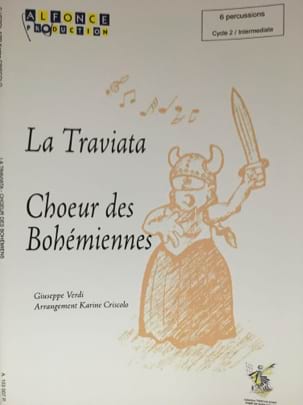 ALFONCE
PRODUCTION
6 percussions
Cycle 2 / Intermediate
La Traviata
Choeur des
Bohémiennes
Giuseppe Verdi
Arrangement Karine Criscolo